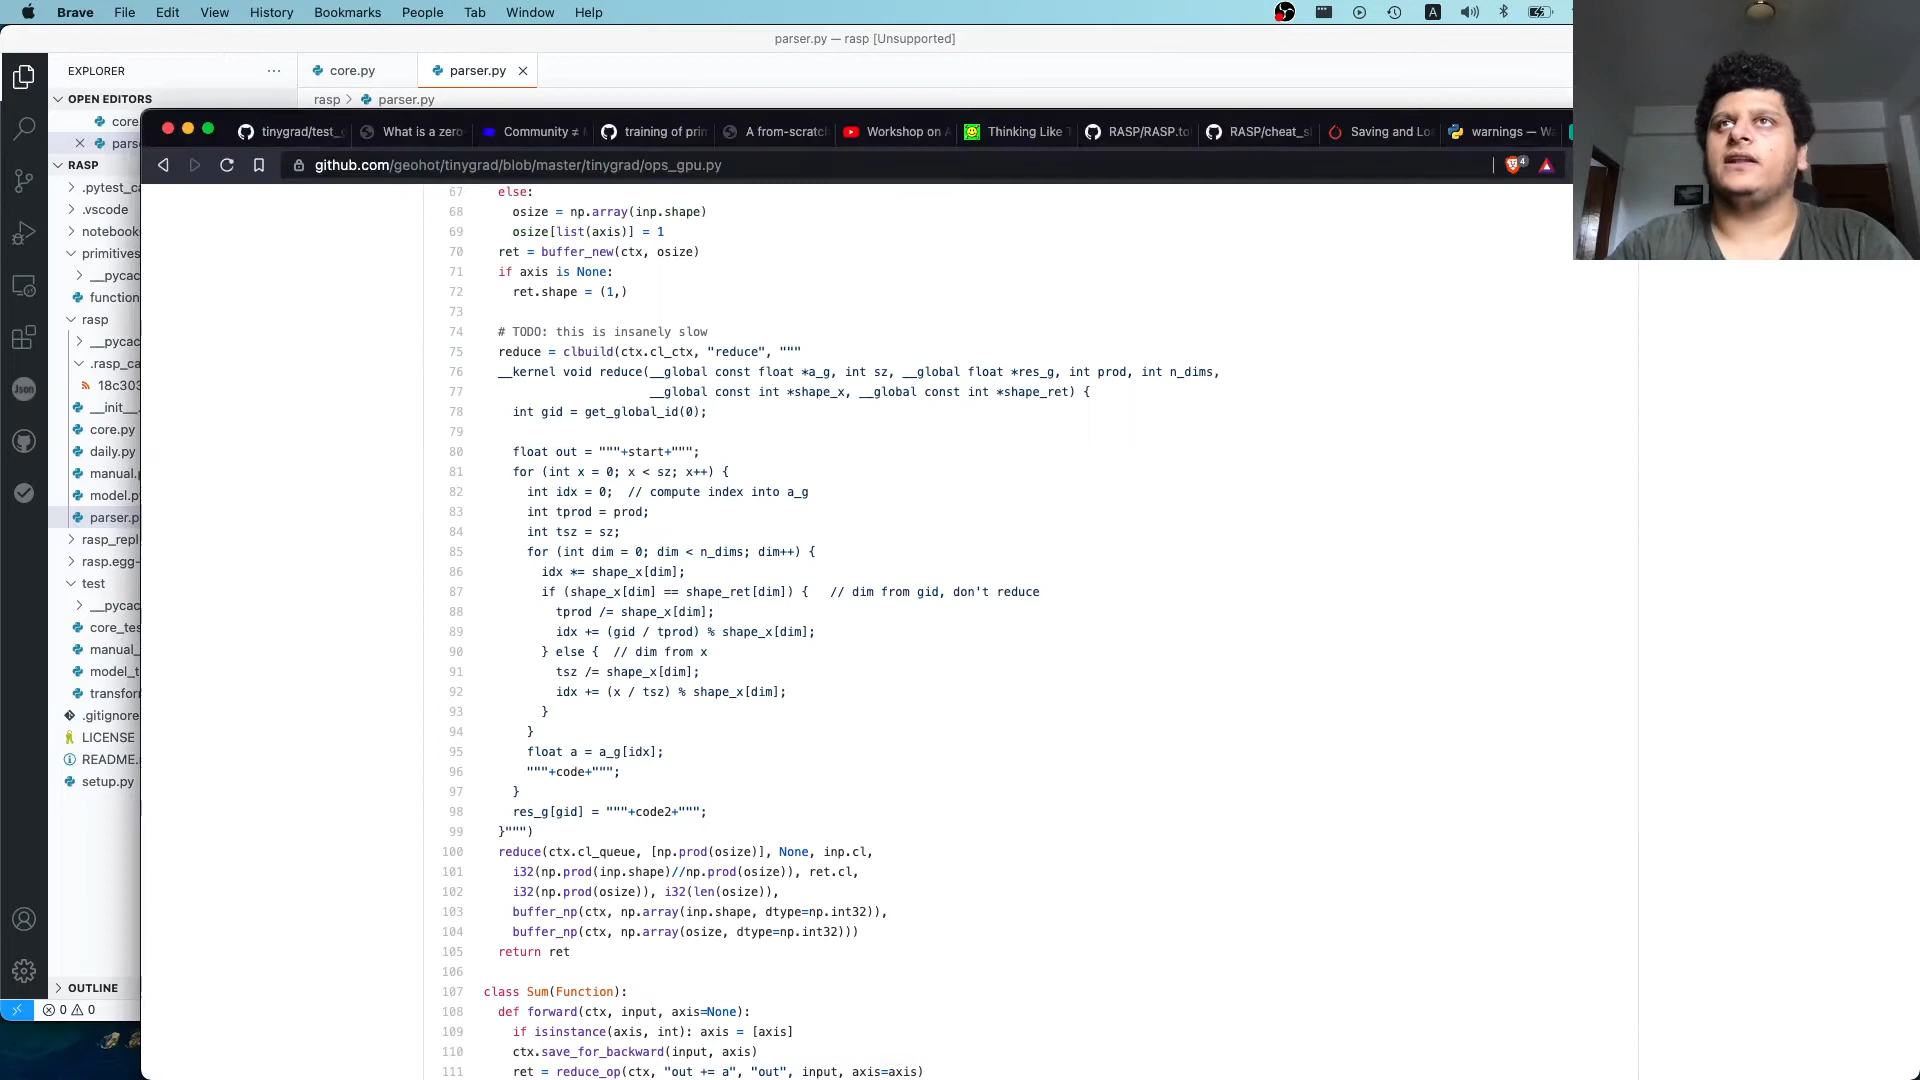 Brave File Edit View History Bookmarks People Tab Window Help
parser.py — rasp [Unsupported]
EXPLORER
core.py
parser.py
OPEN EDITORS
rasp > parser.py
core
parse
RASP
.pytest_ca
.vscode
notebook
primitives
__pycac
function
rasp
__pycac
.rasp_ca
18c303
__init__.
core.py
daily.py
manual.
model.p
parser.p
rasp_repl
rasp.egg-
test
__pycac
core_tes
manual_
model_t
transfor
.gitignore
LICENSE
README.
setup.py
OUTLINE
0 0
Json
tinygrad/test_
What is a zero
Community
training of prin
A from-scratch
Workshop on A
Thinking Like T
RASP/RASP.to
RASP/cheat_sl
Saving and Lo
warnings — Wa
github.com/geohot/tinygrad/blob/master/tinygrad/ops_gpu.py
4
67 else:
68 osize = np.array(inp.shape)
69 osize[list(axis)] = 1
70 ret = buffer_new(ctx, osize)
71 if axis is None:
72 ret.shape = (1,)
73
74 # TODO: this is insanely slow
75 reduce = clbuild(ctx.cl_ctx, "reduce", """
76 __kernel void reduce(__global const float *a_g, int sz, __global float *res_g, int prod, int n_dims,
77 __global const int *shape_x, __global const int *shape_ret) {
78 int gid = get_global_id(0);
79
80 float out = """+start+""";
81 for (int x = 0; x < sz; x++) {
82 int idx = 0; // compute index into a_g
83 int tprod = prod;
84 int tsz = sz;
85 for (int dim = 0; dim < n_dims; dim++) {
86 idx *= shape_x[dim];
87 if (shape_x[dim] == shape_ret[dim]) { // dim from gid, don't reduce
88 tprod /= shape_x[dim];
89 idx += (gid / tprod) % shape_x[dim];
90 } else { // dim from x
91 tsz /= shape_x[dim];
92 idx += (x / tsz) % shape_x[dim];
93 }
94 }
95 float a = a_g[idx];
96 """+code+""";
97 }
98 res_g[gid] = """+code2+""";
99 }""")
100 reduce(ctx.cl_queue, [np.prod(osize)], None, inp.cl,
101 i32(np.prod(inp.shape)//np.prod(osize)), ret.cl,
102 i32(np.prod(osize)), i32(len(osize)),
103 buffer_np(ctx, np.array(inp.shape, dtype=np.int32)),
104 buffer_np(ctx, np.array(osize, dtype=np.int32)))
105 return ret
106
107 class Sum(Function):
108 def forward(ctx, input, axis=None):
109 if isinstance(axis, int): axis = [axis]
110 ctx.save_for_backward(input, axis)
111 ret = reduce_op(ctx, "out += a", "out", input, axis=axis)